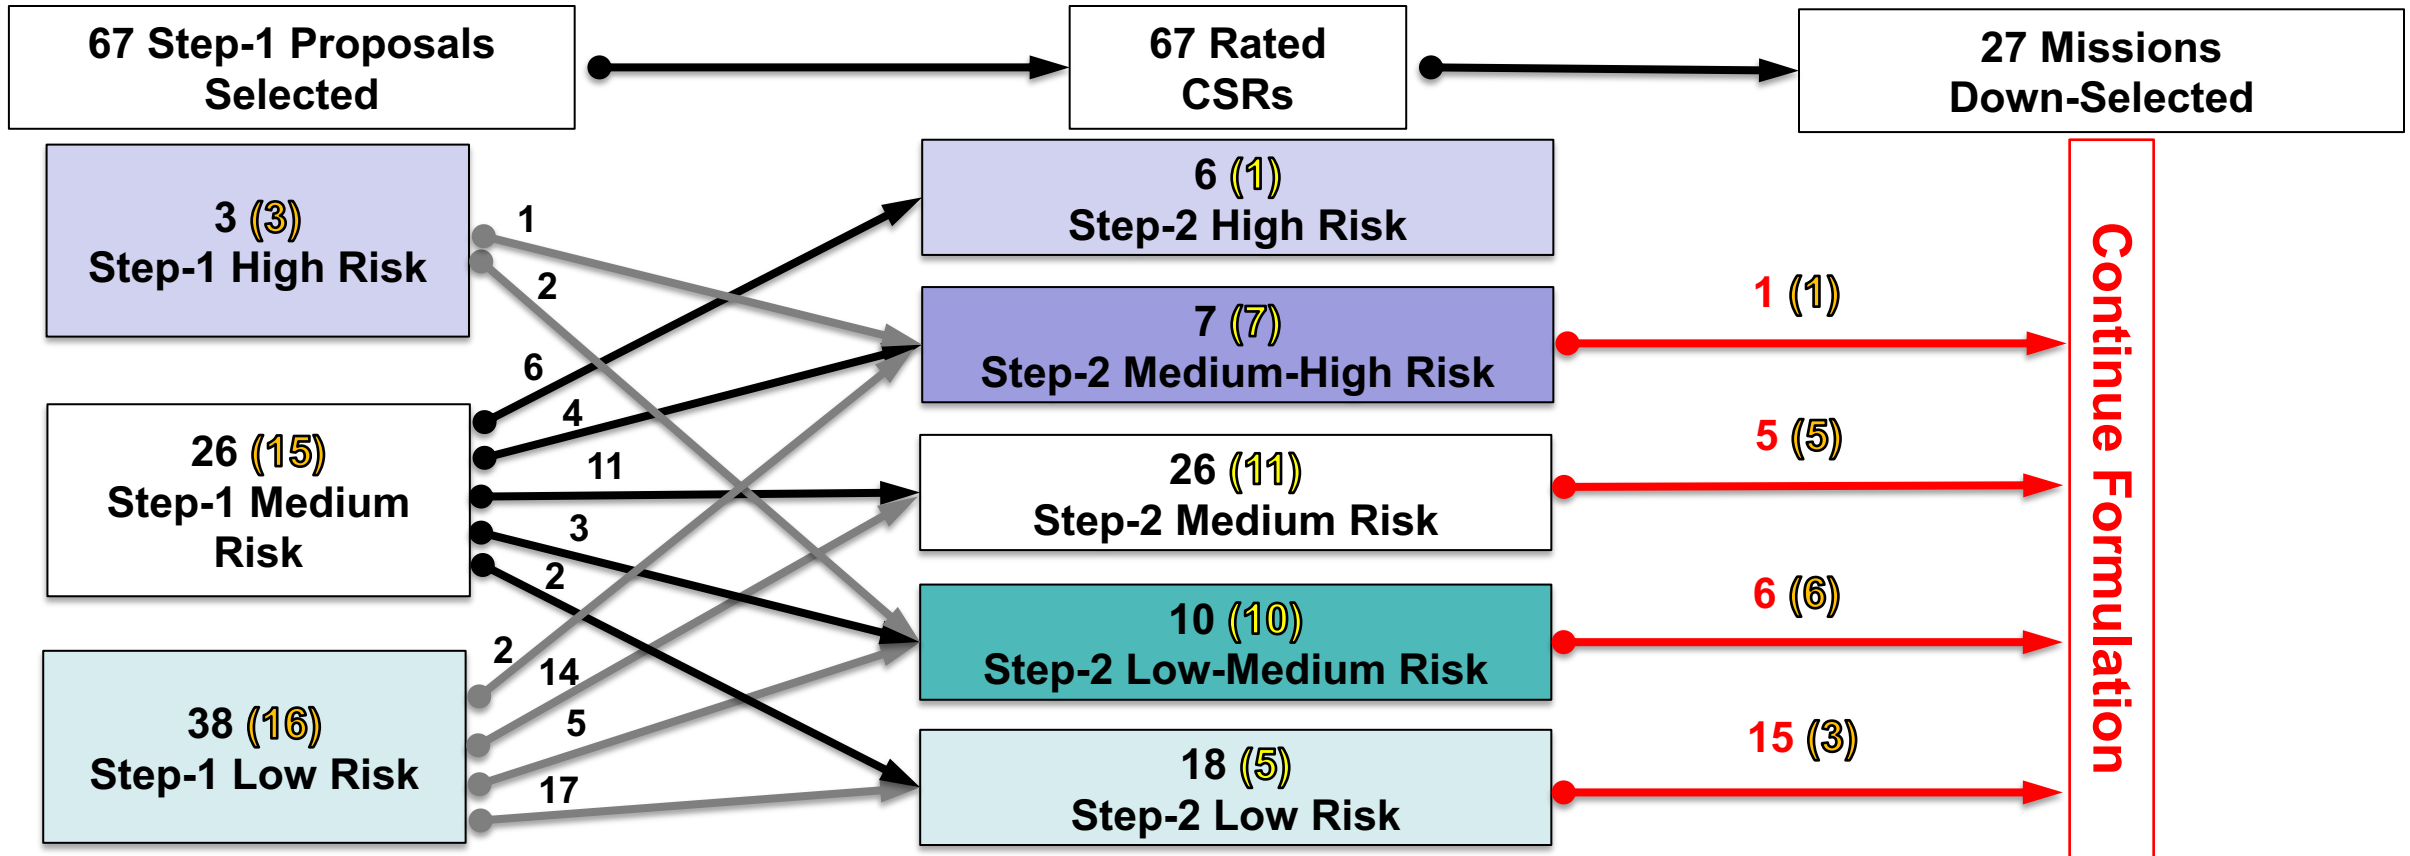 67 Step-1 Proposals
Selected
67 Rated
CSRs
27 Missions
Down-Selected
3 (3)
Step-1 High Risk
26 (15)
Step-1 Medium
Risk
38 (16)
Step-1 Low Risk
1
2
6
4
11
3
2
2
14
5
17
6 (1)
Step-2 High Risk
7 (7)
Step-2 Medium-High Risk
26 (11)
Step-2 Medium Risk
10 (10)
Step-2 Low-Medium Risk
18 (5)
Step-2 Low Risk
1 (1)
5 (5)
6 (6)
15 (3)
Continue Formulation